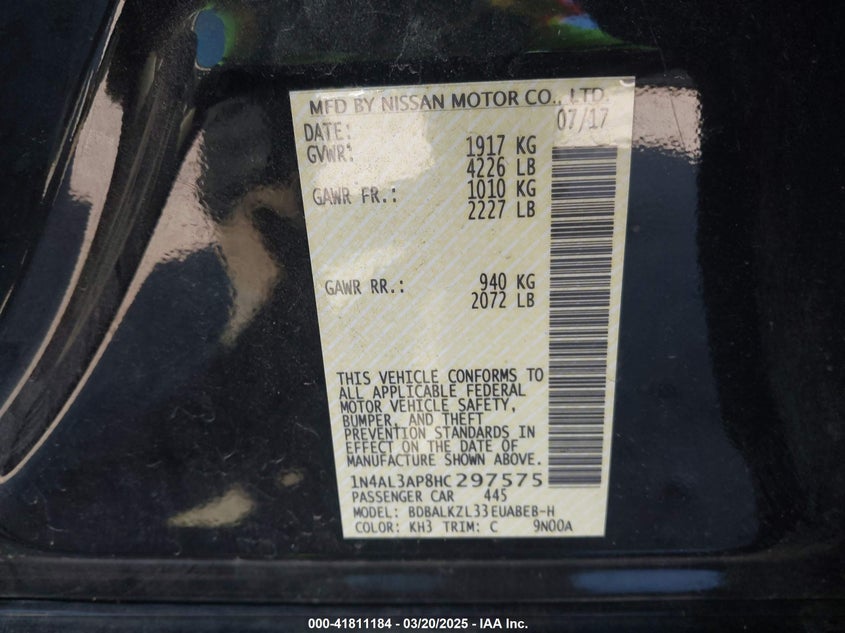 MFD BY NISSAN MOTOR CO., LTD.
DATE: 07/17
GVWR: 1917 KG
4226 LB
GAWR FR.: 1010 KG
2227 LB
GAWR RR.: 940 KG
2072 LB
THIS VEHICLE CONFORMS TO
ALL APPLICABLE FEDERAL
MOTOR VEHICLE SAFETY,
BUMPER, AND THEFT
PREVENTION STANDARDS IN
EFFECT ON THE DATE OF
MANUFACTURE SHOWN ABOVE.
1N4AL3AP8HC297575
PASSENGER CAR 445
MODEL: BDBALKZL33EUABEB-H
COLOR: KH3 TRIM: C 9N00A
000-41811184 — 03/20/2025 - IAA Inc.